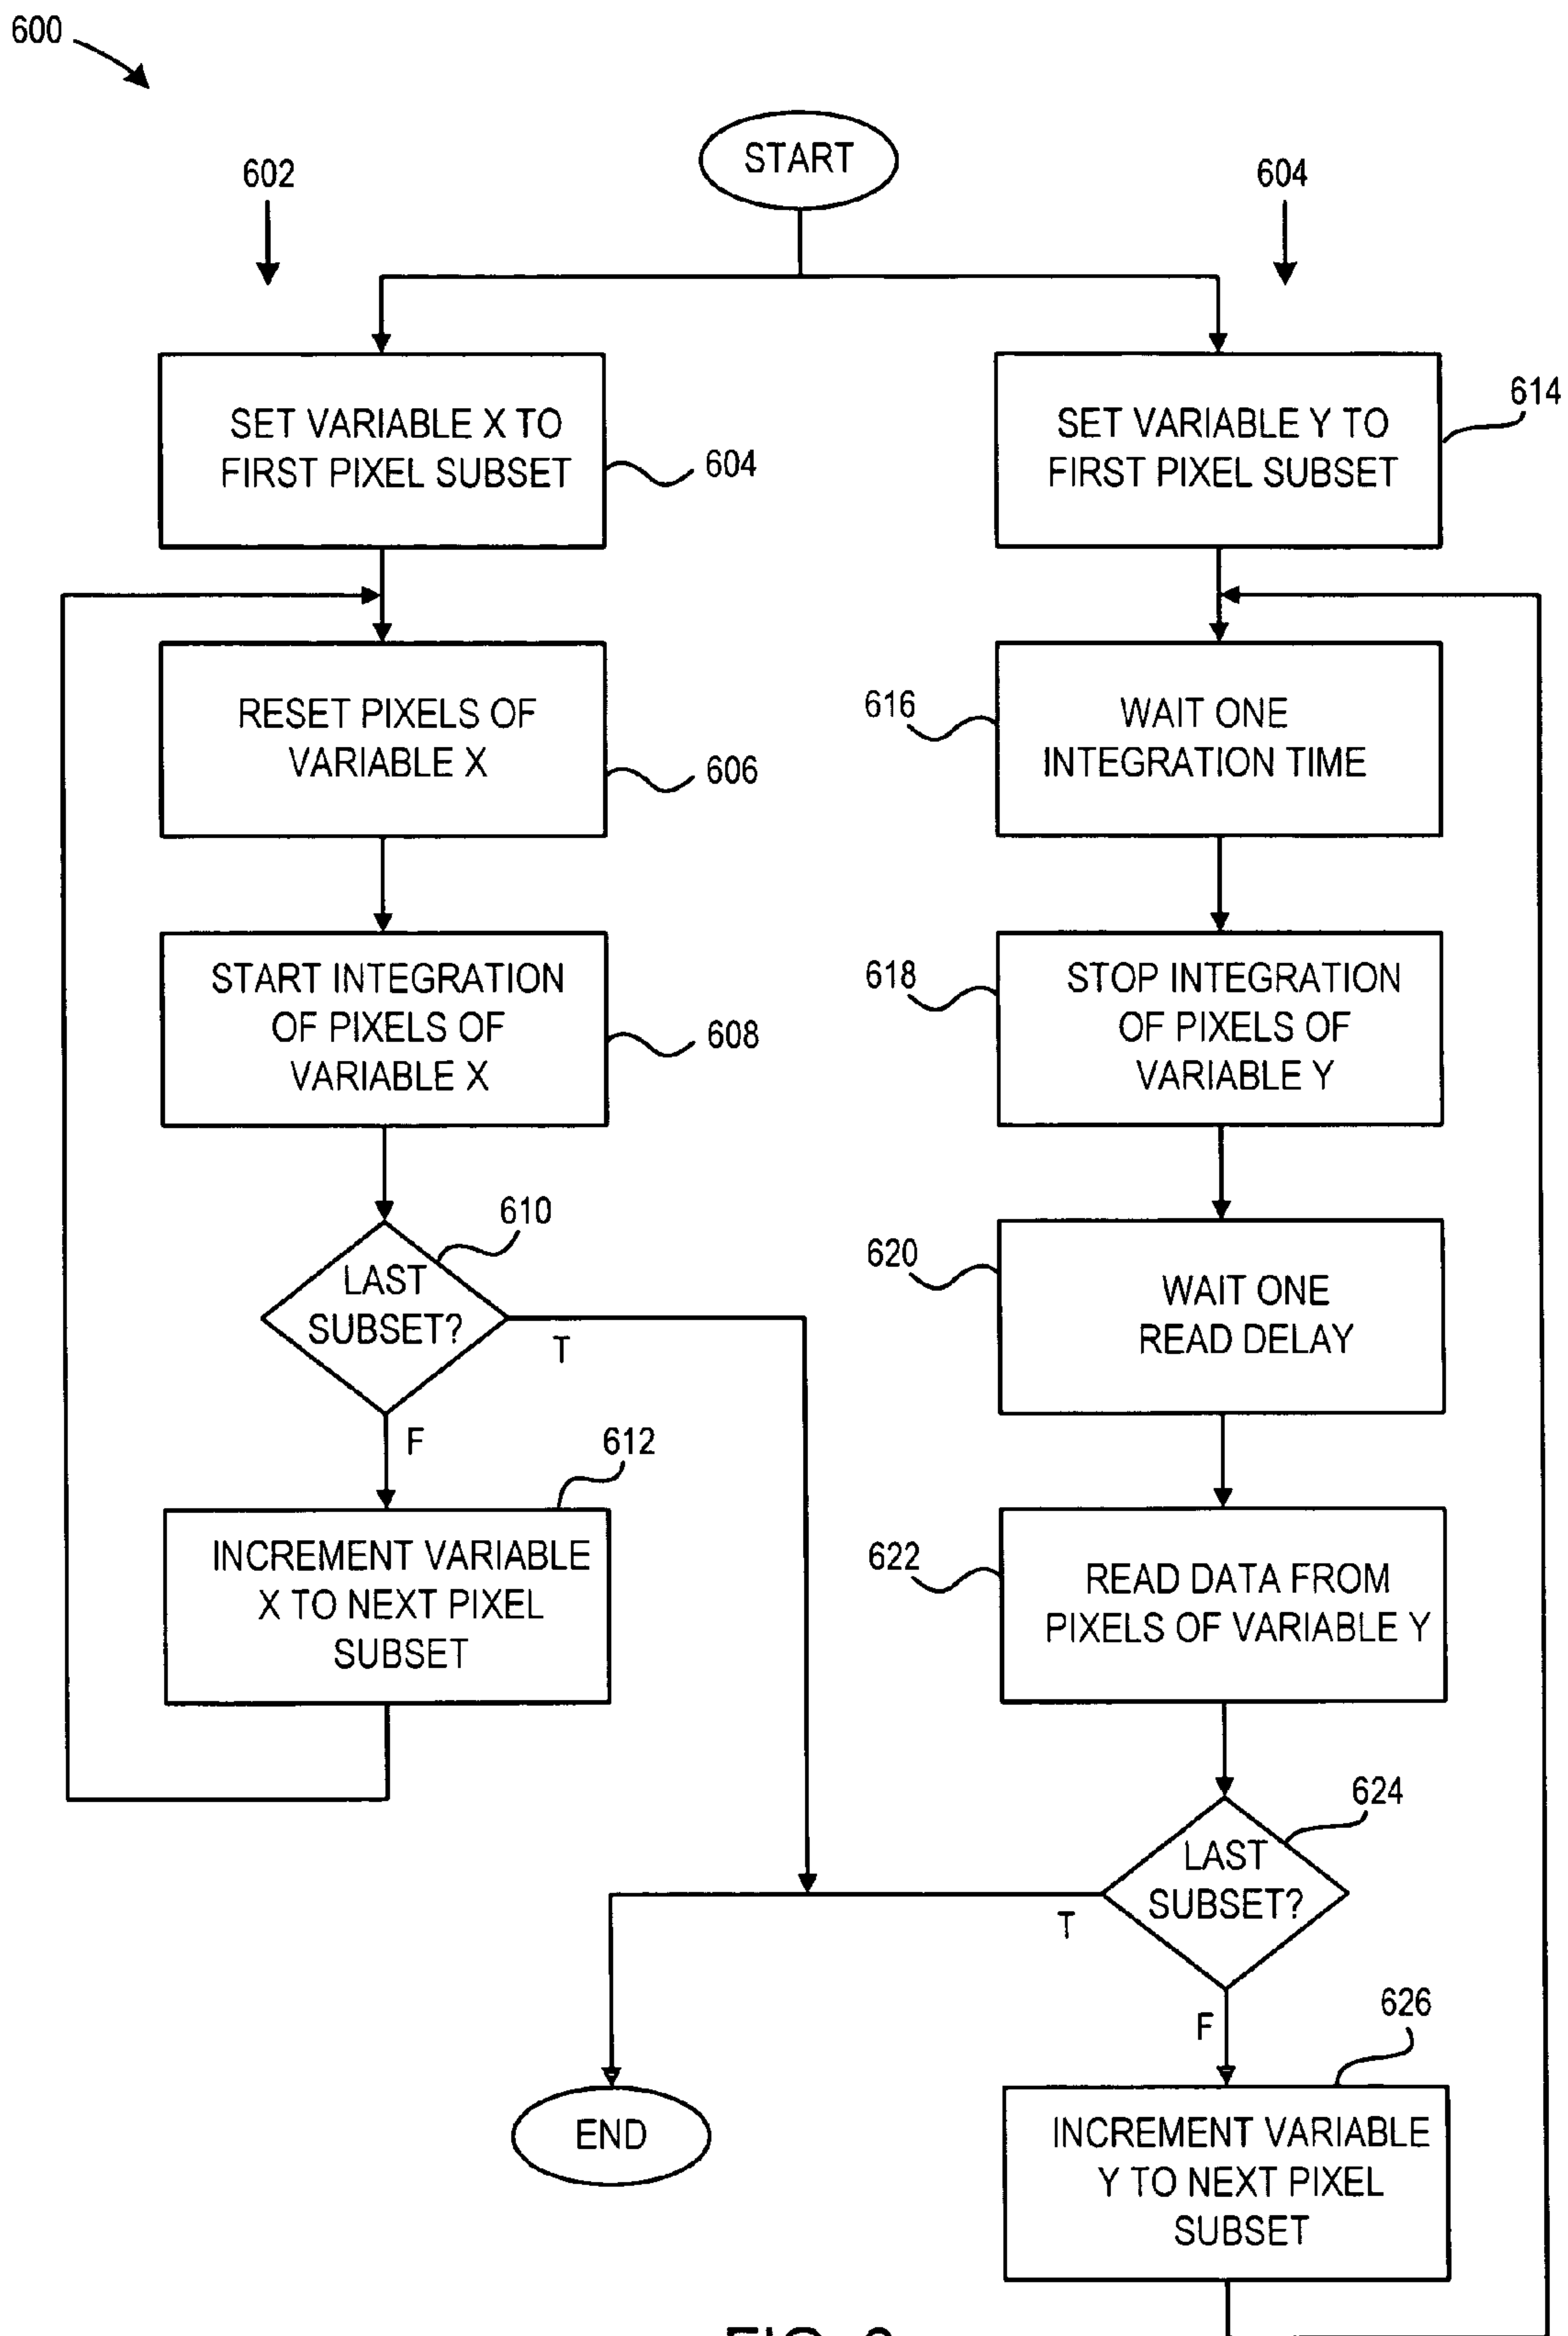 600
START
602
604
SET VARIABLE X TO
FIRST PIXEL SUBSET
604
SET VARIABLE Y TO
FIRST PIXEL SUBSET
614
RESET PIXELS OF
VARIABLE X
606
616
WAIT ONE
INTEGRATION TIME
START INTEGRATION
OF PIXELS OF
VARIABLE X
608
618
STOP INTEGRATION
OF PIXELS OF
VARIABLE Y
610
LAST
SUBSET?
T
F
620
WAIT ONE
READ DELAY
612
INCREMENT VARIABLE
X TO NEXT PIXEL
SUBSET
622
READ DATA FROM
PIXELS OF VARIABLE Y
624
LAST
SUBSET?
T
F
626
END
INCREMENT VARIABLE
Y TO NEXT PIXEL
SUBSET